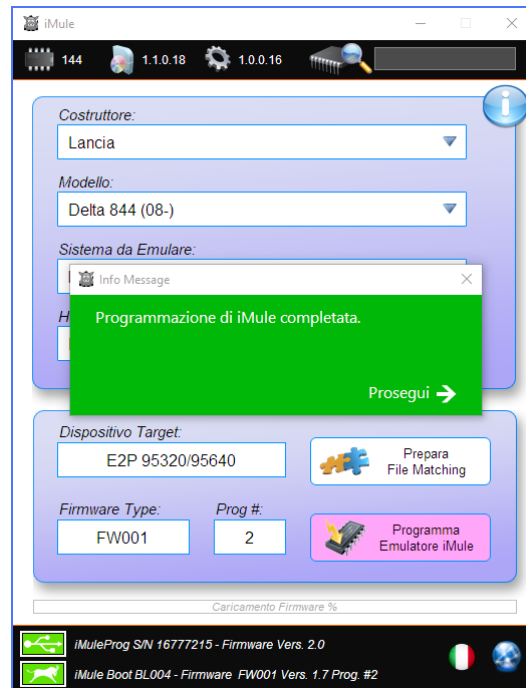 iMule
144
1.1.0.18
1.0.0.16
Costruttore:
Lancia
Modello:
Delta 844 (08-)
Sistema da Emulare:
Info Message
Programmazione di iMule completata.
Prosegui
Dispositivo Target:
E2P 95320/95640
Prepara
File Matching
Firmware Type:
Prog #:
FW001
2
Programma
Emulatore iMule
Caricamento Firmware %
iMuleProg S/N 16777215 - Firmware Vers. 2.0
iMule Boot BL004 - Firmware FW001 Vers. 1.7 Prog. #2